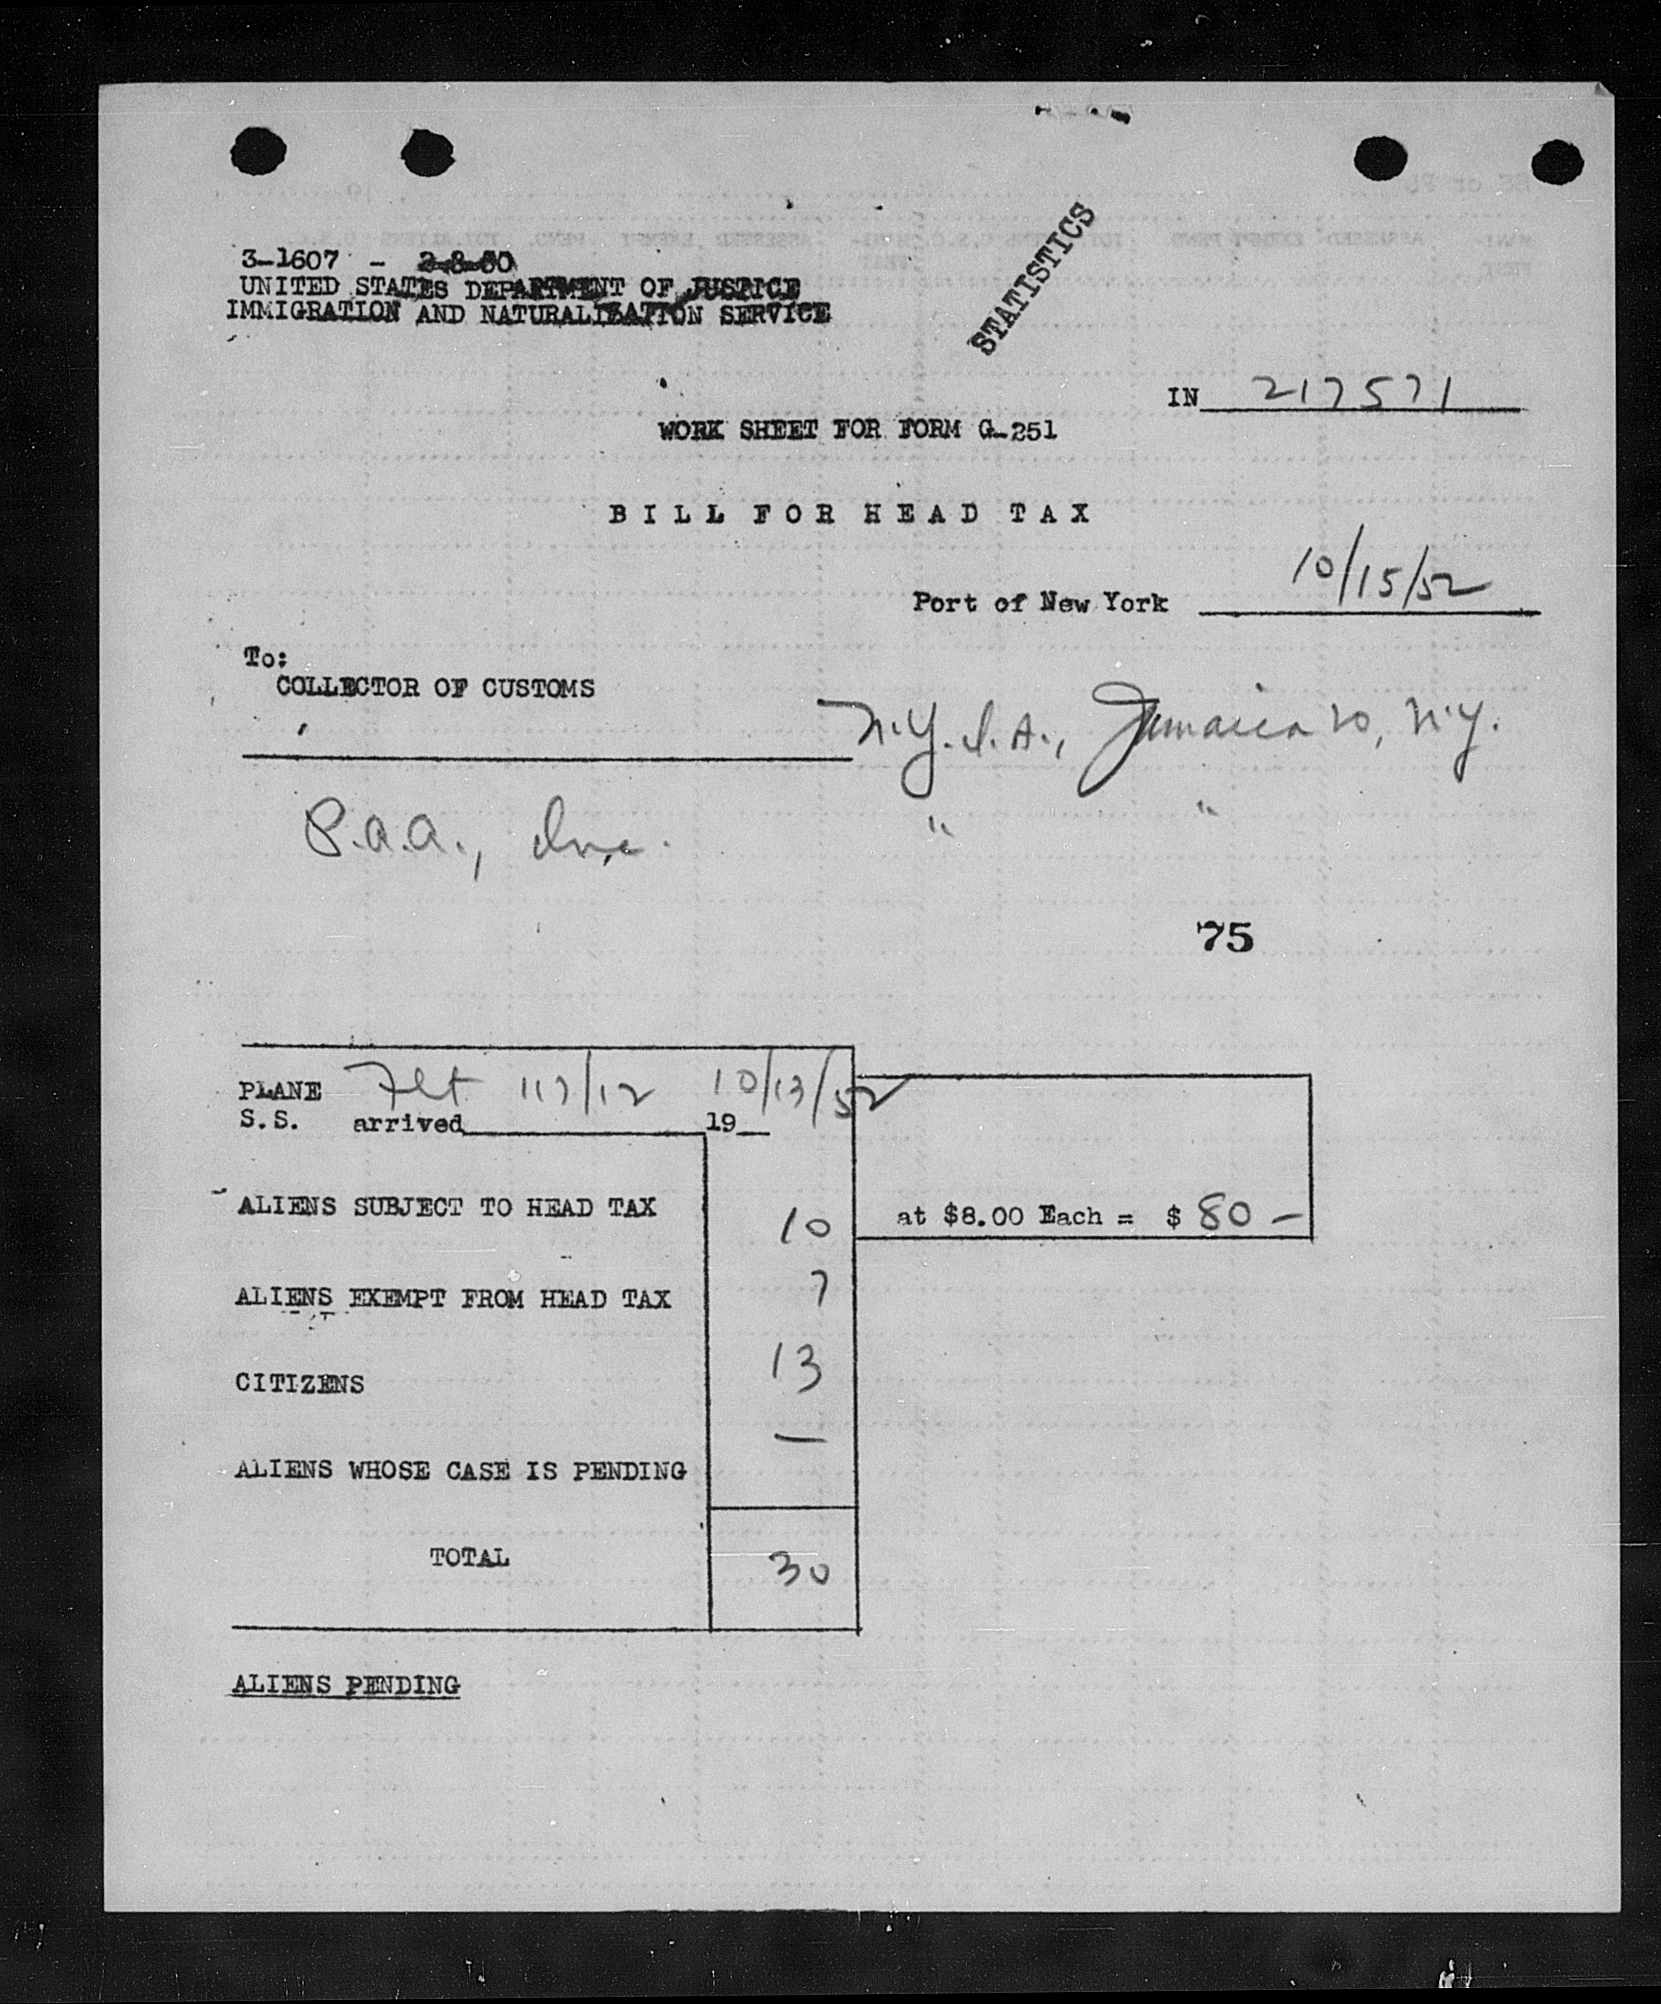 3-1607 - 2-8-50
UNITED STATES DEPARTMENT OF JUSTICE
IMMIGRATION AND NATURALIZATION SERVICE
STATISTICS
IN 217571
WORK SHEET FOR FORM G-251
BILL FOR HEAD TAX
Port of New York 10/15/52
To:
COLLECTOR OF CUSTOMS
N.Y.I.A., Jamaica 20, N.Y.
P.A.A., Inc. " "
75
PLANE Flt 117/12 10/13/52
S.S. arrived 19
ALIENS SUBJECT TO HEAD TAX 10 at $8.00 Each = $ 80 —
ALIENS EXEMPT FROM HEAD TAX 7
CITIZENS 13
ALIENS WHOSE CASE IS PENDING —
TOTAL 30
ALIENS PENDING